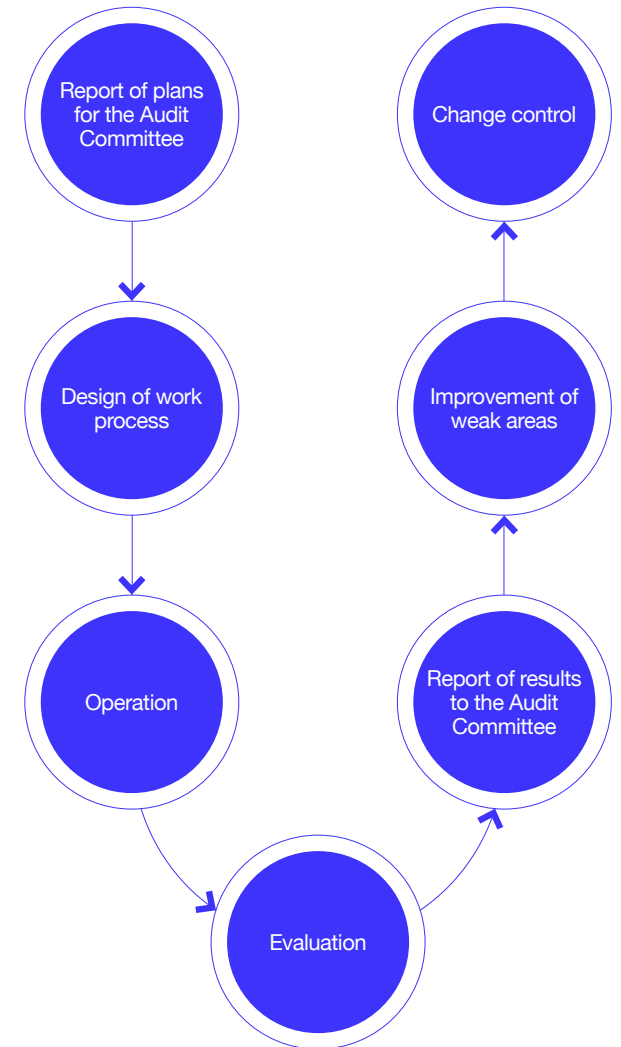 Report of plans
for the Audit
Committee
Design of work
process
Operation
Evaluation
Report of results
to the Audit
Committee
Improvement of
weak areas
Change control